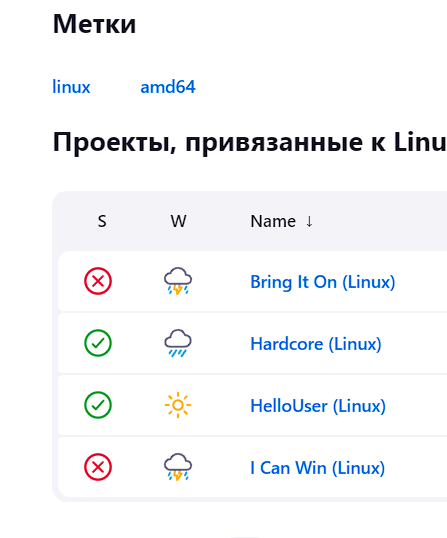 Метки
linux amd64
Проекты, привязанные к Linu
S W Name ↓
Bring It On (Linux)
Hardcore (Linux)
HelloUser (Linux)
I Can Win (Linux)